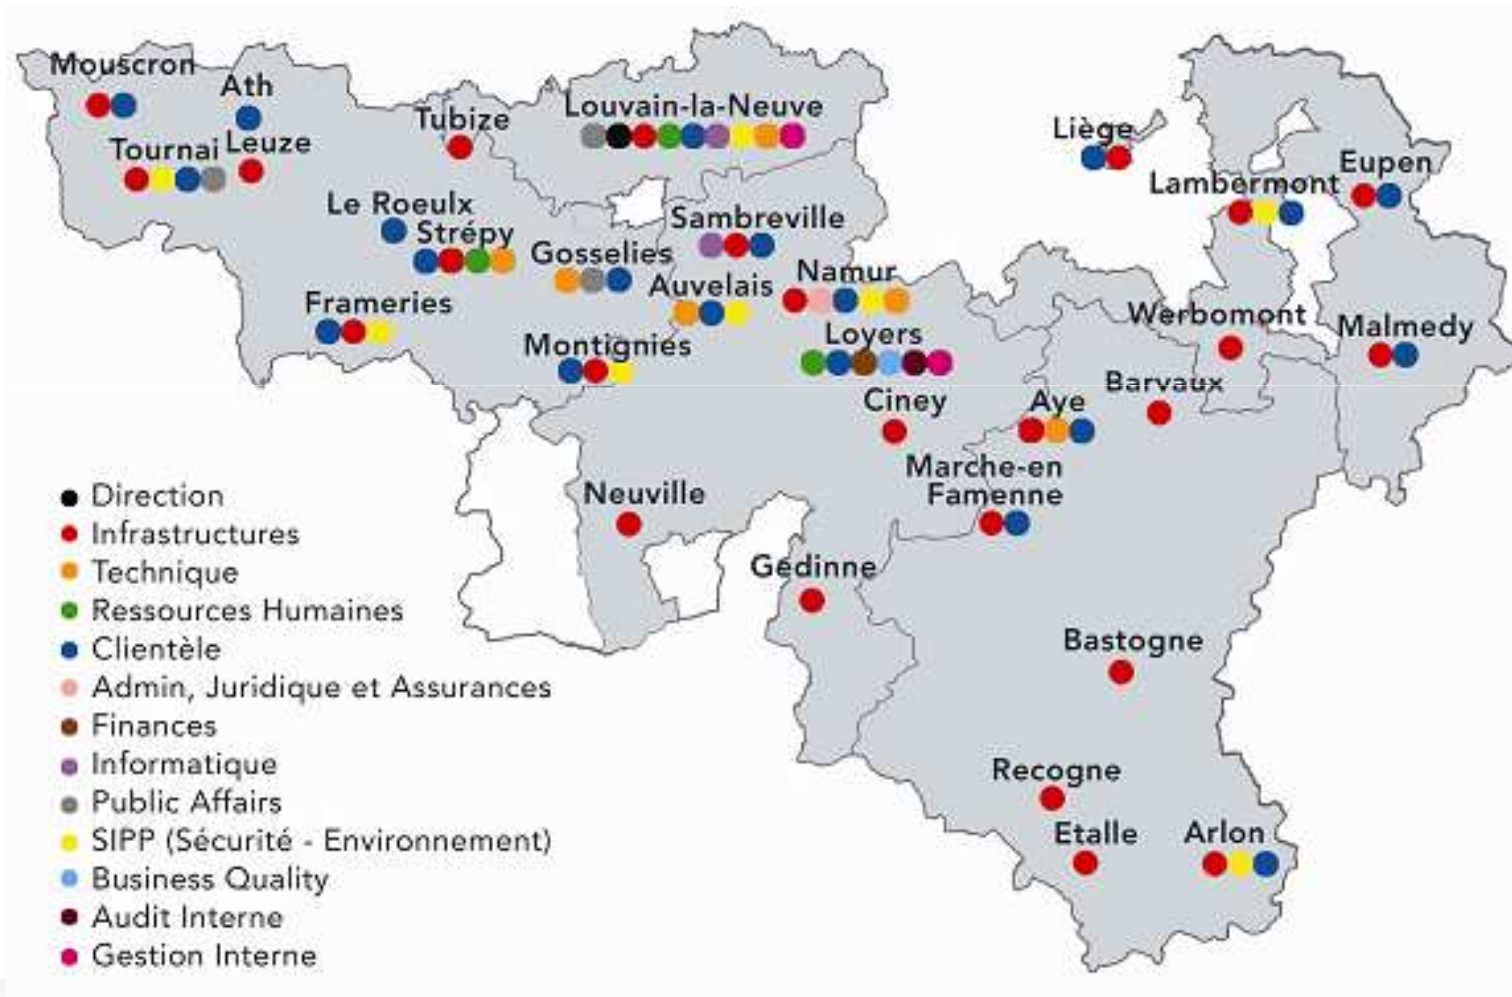 Mouscron
Ath
Tubize
Louvain-la-Neuve
Liège
Tournai
Leuze
Eupen
Lambermont
Le Roeulx
Strépy
Sambreville
Gosselies
Auvelais
Namur
Frameries
Werbomont
Malmedy
Montignies
Loyers
Barvaux
Ciney
Aye
Marche-en
Famenne
Neuville
Gedinne
Bastogne
Recogne
Etalle
Arlon
Direction
Infrastructures
Technique
Ressources Humaines
Clientèle
Admin, Juridique et Assurances
Finances
Informatique
Public Affairs
SIPP (Sécurité - Environnement)
Business Quality
Audit Interne
Gestion Interne